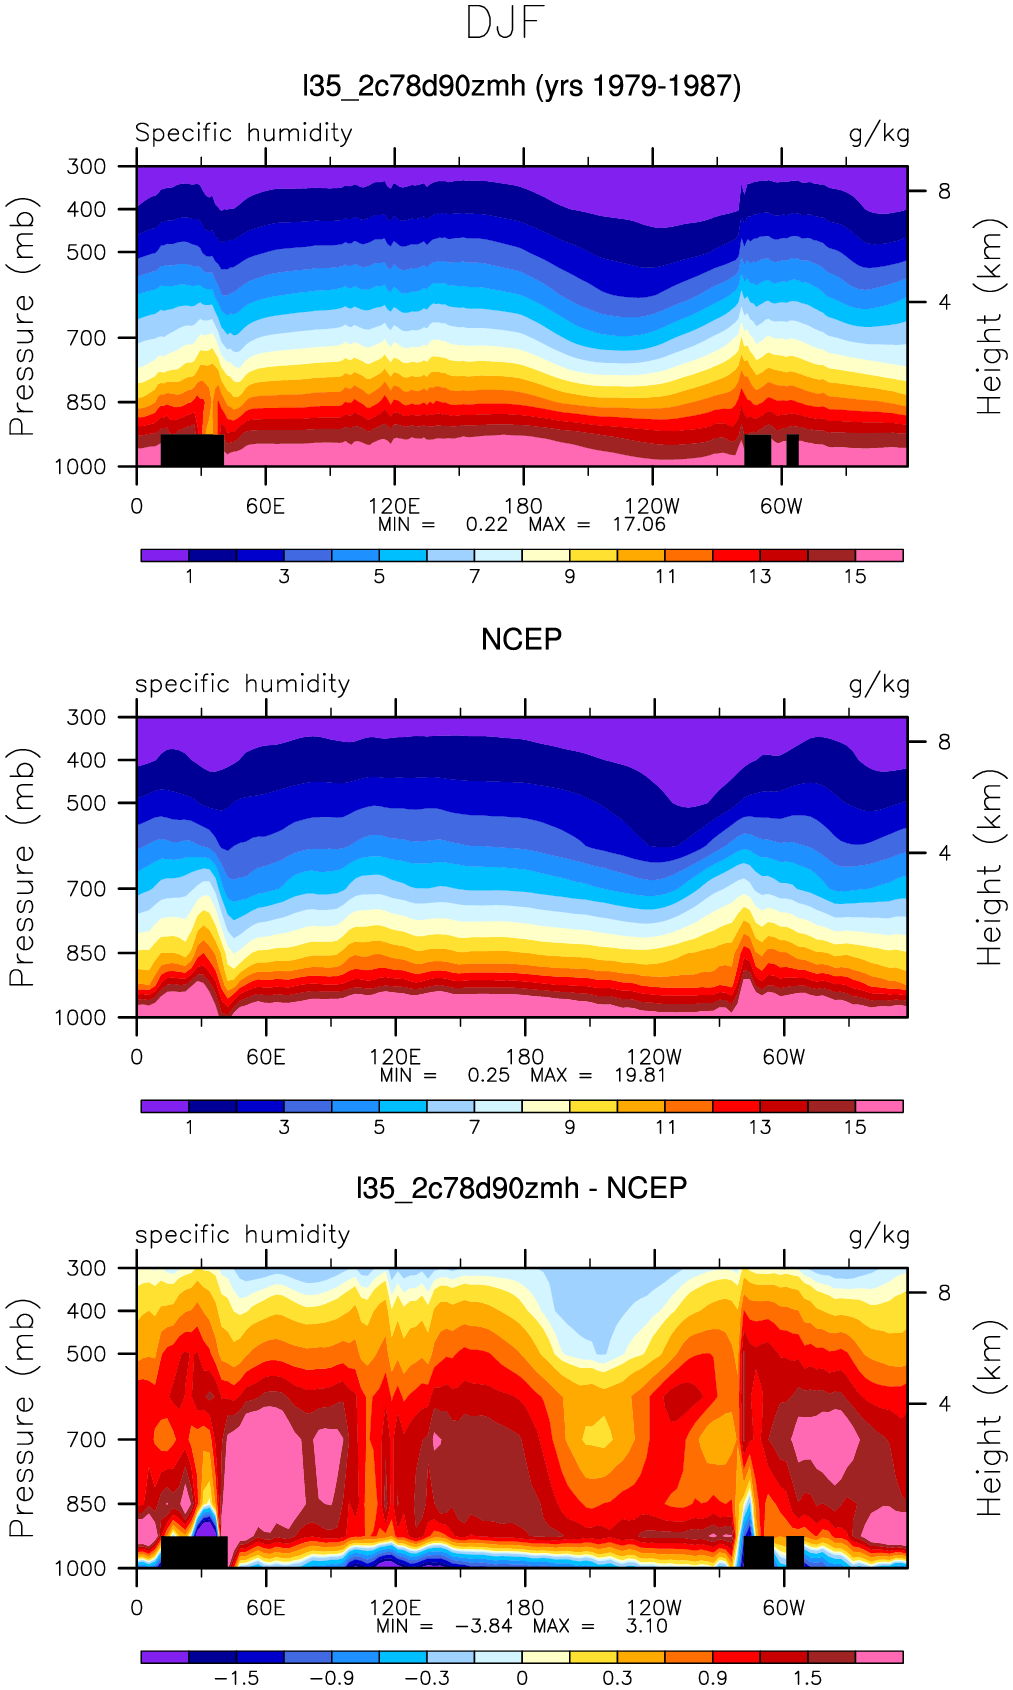 DJF
l35_2c78d90zmh (yrs 1979-1987)
Specific humidity g/kg
300
400
500
700
850
1000
Pressure (mb)
8
4
Height (km)
0 60E 120E 180 120W 60W
MIN = 0.22 MAX = 17.06
1 3 5 7 9 11 13 15
NCEP
specific humidity g/kg
300
400
500
700
850
1000
Pressure (mb)
8
4
Height (km)
0 60E 120E 180 120W 60W
MIN = 0.25 MAX = 19.81
1 3 5 7 9 11 13 15
l35_2c78d90zmh - NCEP
specific humidity g/kg
300
400
500
700
850
1000
Pressure (mb)
8
4
Height (km)
0 60E 120E 180 120W 60W
MIN = -3.84 MAX = 3.10
-1.5 -0.9 -0.3 0 0.3 0.9 1.5